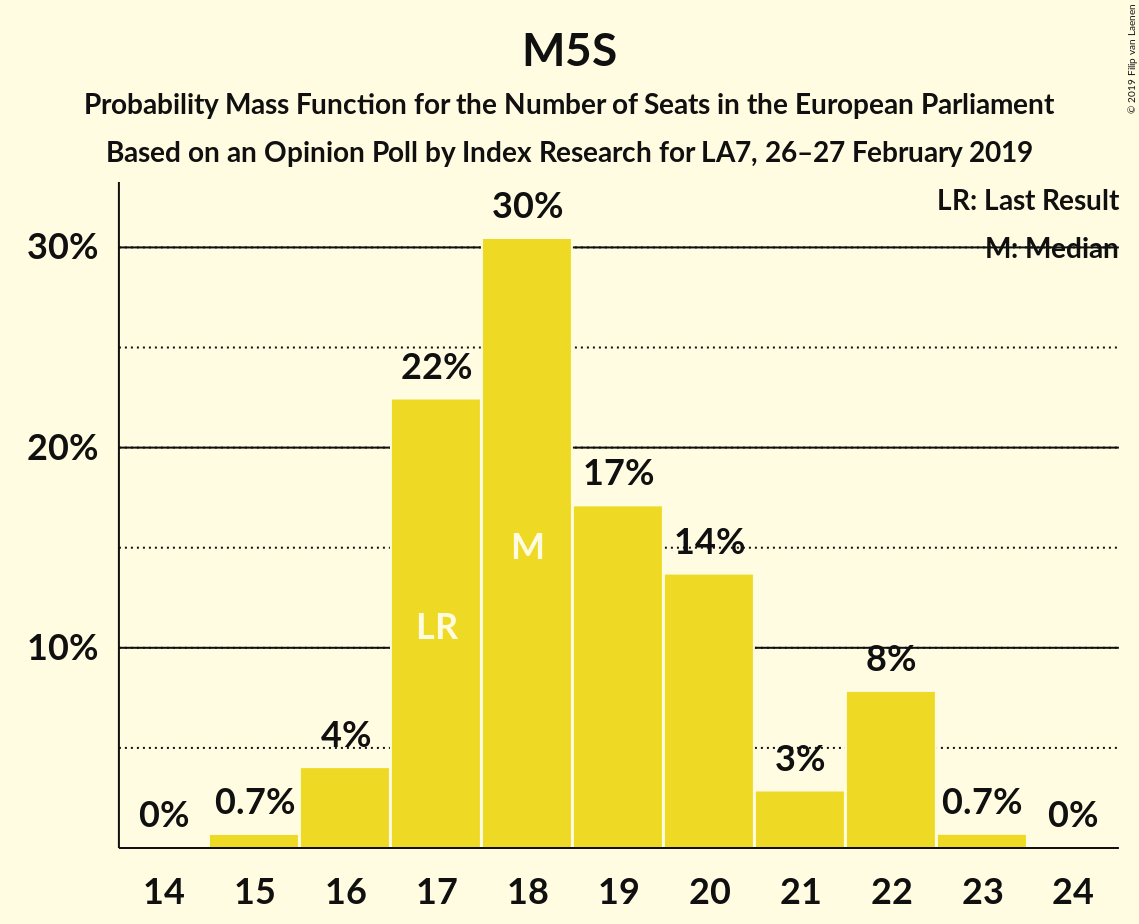 M5S
Probability Mass Function for the Number of Seats in the European Parliament
Based on an Opinion Poll by Index Research for LA7, 26–27 February 2019
© 2019 Filip van Laenen
LR: Last Result
M: Median
30%
20%
10%
0%
0.7%
4%
22%
30%
17%
14%
3%
8%
0.7%
0%
LR
M
14 15 16 17 18 19 20 21 22 23 24